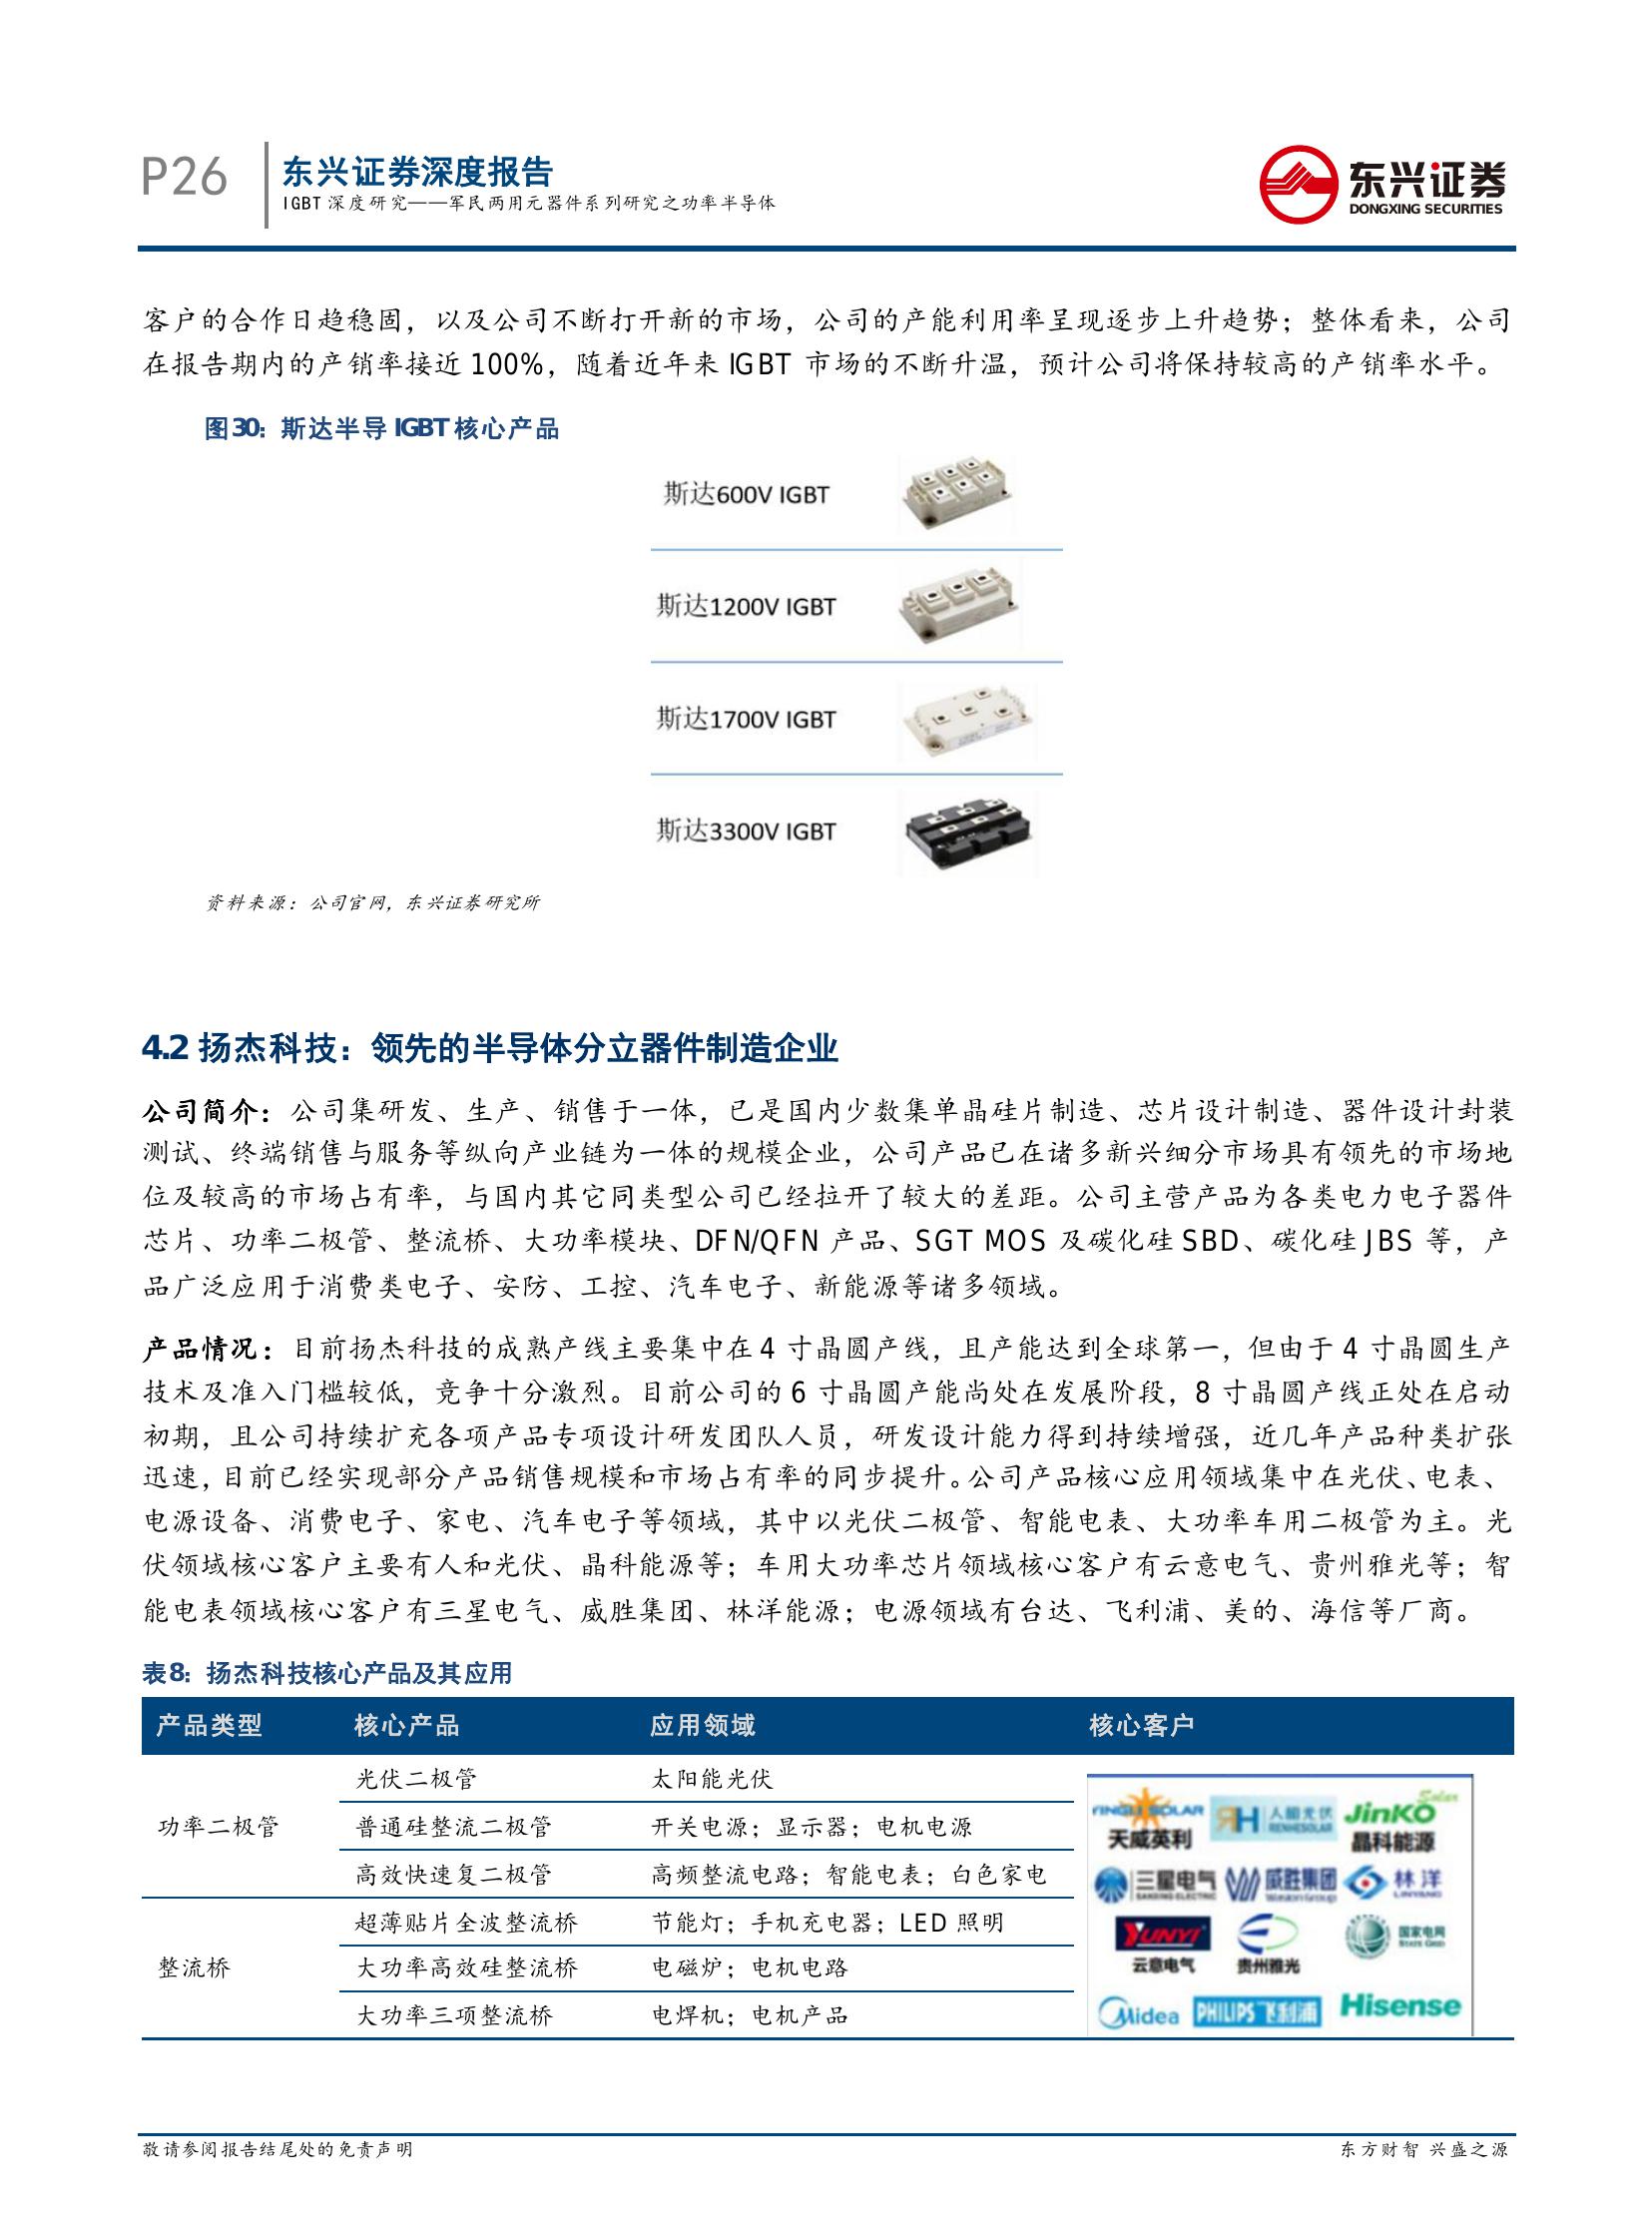 P26
东兴证券深度报告
IGBT 深度研究——军民两用元器件系列研究之功率半导体
东兴证券
DONGXING SECURITIES
客户的合作日趋稳固，以及公司不断打开新的市场，公司的产能利用率呈现逐步上升趋势；整体看来，公司
在报告期内的产销率接近 100%，随着近年来 IGBT 市场的不断升温，预计公司将保持较高的产销率水平。
图30：斯达半导 IGBT 核心产品
斯达600V IGBT
斯达1200V IGBT
斯达1700V IGBT
斯达3300V IGBT
资料来源：公司官网，东兴证券研究所
4.2 扬杰科技：领先的半导体分立器件制造企业
公司简介：公司集研发、生产、销售于一体，已是国内少数集单晶硅片制造、芯片设计制造、器件设计封装
测试、终端销售与服务等纵向产业链为一体的规模企业，公司产品已在诸多新兴细分市场具有领先的市场地
位及较高的市场占有率，与国内其它同类型公司已经拉开了较大的差距。公司主营产品为各类电力电子器件
芯片、功率二极管、整流桥、大功率模块、DFN/QFN 产品、SGT MOS 及碳化硅 SBD、碳化硅 JBS 等，产
品广泛应用于消费类电子、安防、工控、汽车电子、新能源等诸多领域。
产品情况：目前扬杰科技的成熟产线主要集中在 4 寸晶圆产线，且产能达到全球第一，但由于 4 寸晶圆生产
技术及准入门槛较低，竞争十分激烈。目前公司的 6 寸晶圆产能尚处在发展阶段，8 寸晶圆产线正处在启动
初期，且公司持续扩充各项产品专项设计研发团队人员，研发设计能力得到持续增强，近几年产品种类扩张
迅速，目前已经实现部分产品销售规模和市场占有率的同步提升。公司产品核心应用领域集中在光伏、电表、
电源设备、消费电子、家电、汽车电子等领域，其中以光伏二极管、智能电表、大功率车用二极管为主。光
伏领域核心客户主要有人和光伏、晶科能源等；车用大功率芯片领域核心客户有云意电气、贵州雅光等；智
能电表领域核心客户有三星电气、威胜集团、林洋能源；电源领域有台达、飞利浦、美的、海信等厂商。
表8：扬杰科技核心产品及其应用
产品类型 核心产品 应用领域 核心客户
光伏二极管 太阳能光伏
功率二极管 普通硅整流二极管 开关电源；显示器；电机电源
高效快速复二极管 高频整流电路；智能电表；白色家电
超薄贴片全波整流桥 节能灯；手机充电器；LED 照明
整流桥 大功率高效硅整流桥 电磁炉；电机电路
大功率三项整流桥 电焊机；电机产品
YINGLI SOLAR 人和光伏 RENHESOLAR JinKO Solar
天威英利 晶科能源
三星电气 SANXING ELECTRIC 威胜集团 Wasion Group 林洋 LINYANG
YUNYI 国家电网 STATE GRID
云意电气 贵州雅光
Midea PHILIPS 飞利浦 Hisense
敬请参阅报告结尾处的免责声明
东方财智 兴盛之源